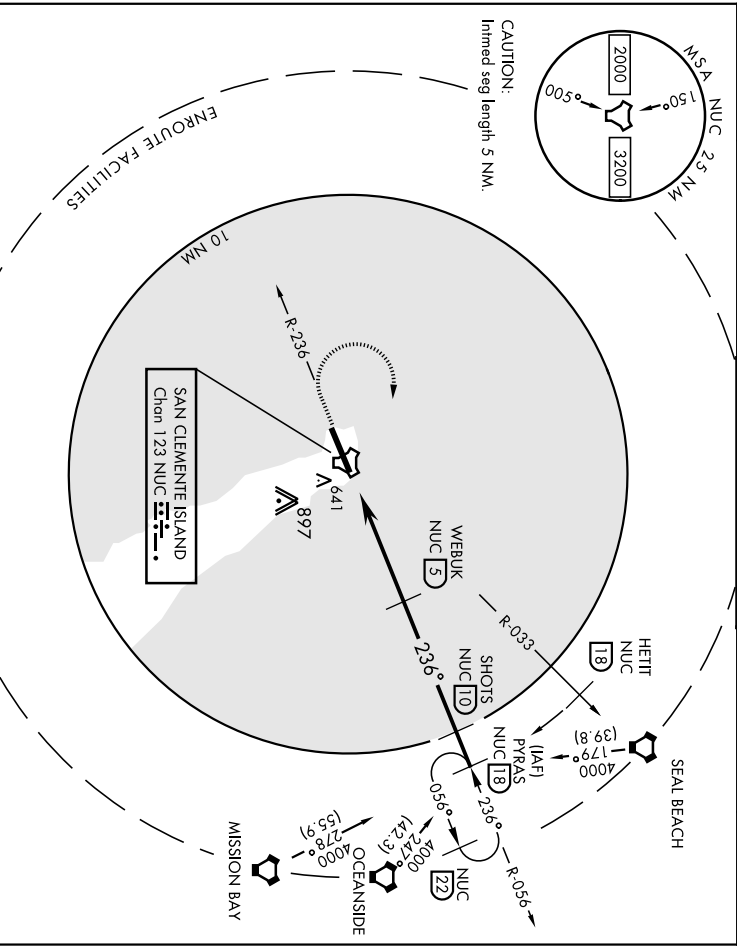 MSA NUC 25 NM
150°
005°
2000
3200
CAUTION:
Intmed seg length 5 NM.
ENROUTE FACILITIES
10 NM
R-236
SAN CLEMENTE ISLAND
Chan 123 NUC
641
897
WEBUK
NUC 5
236°
SHOTS
NUC 10
R-033
HETIT
NUC
18
(IAF)
PYRAS
NUC 18
SEAL BEACH
4000
179°
(39.8)
056°
236°
R-056
NUC
22
OCEANSIDE
4000
247°
(42.3)
MISSION BAY
4000
278°
(55.9)